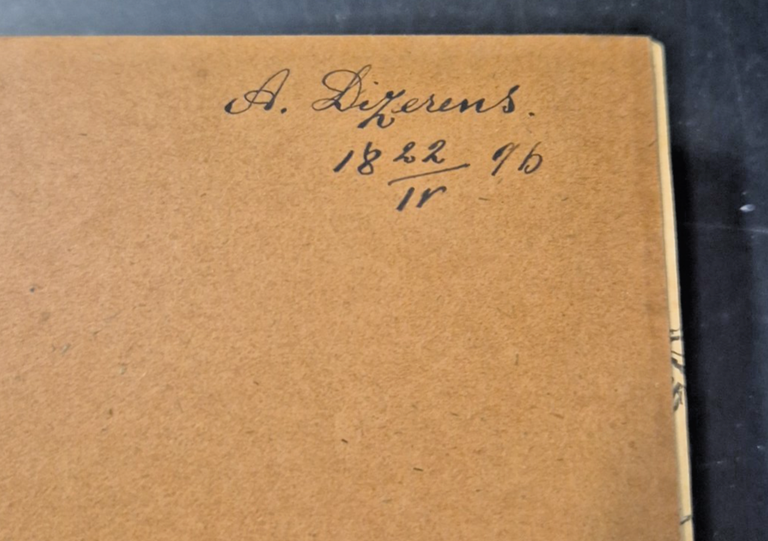 A. Dizerens.
18 22/IV 96